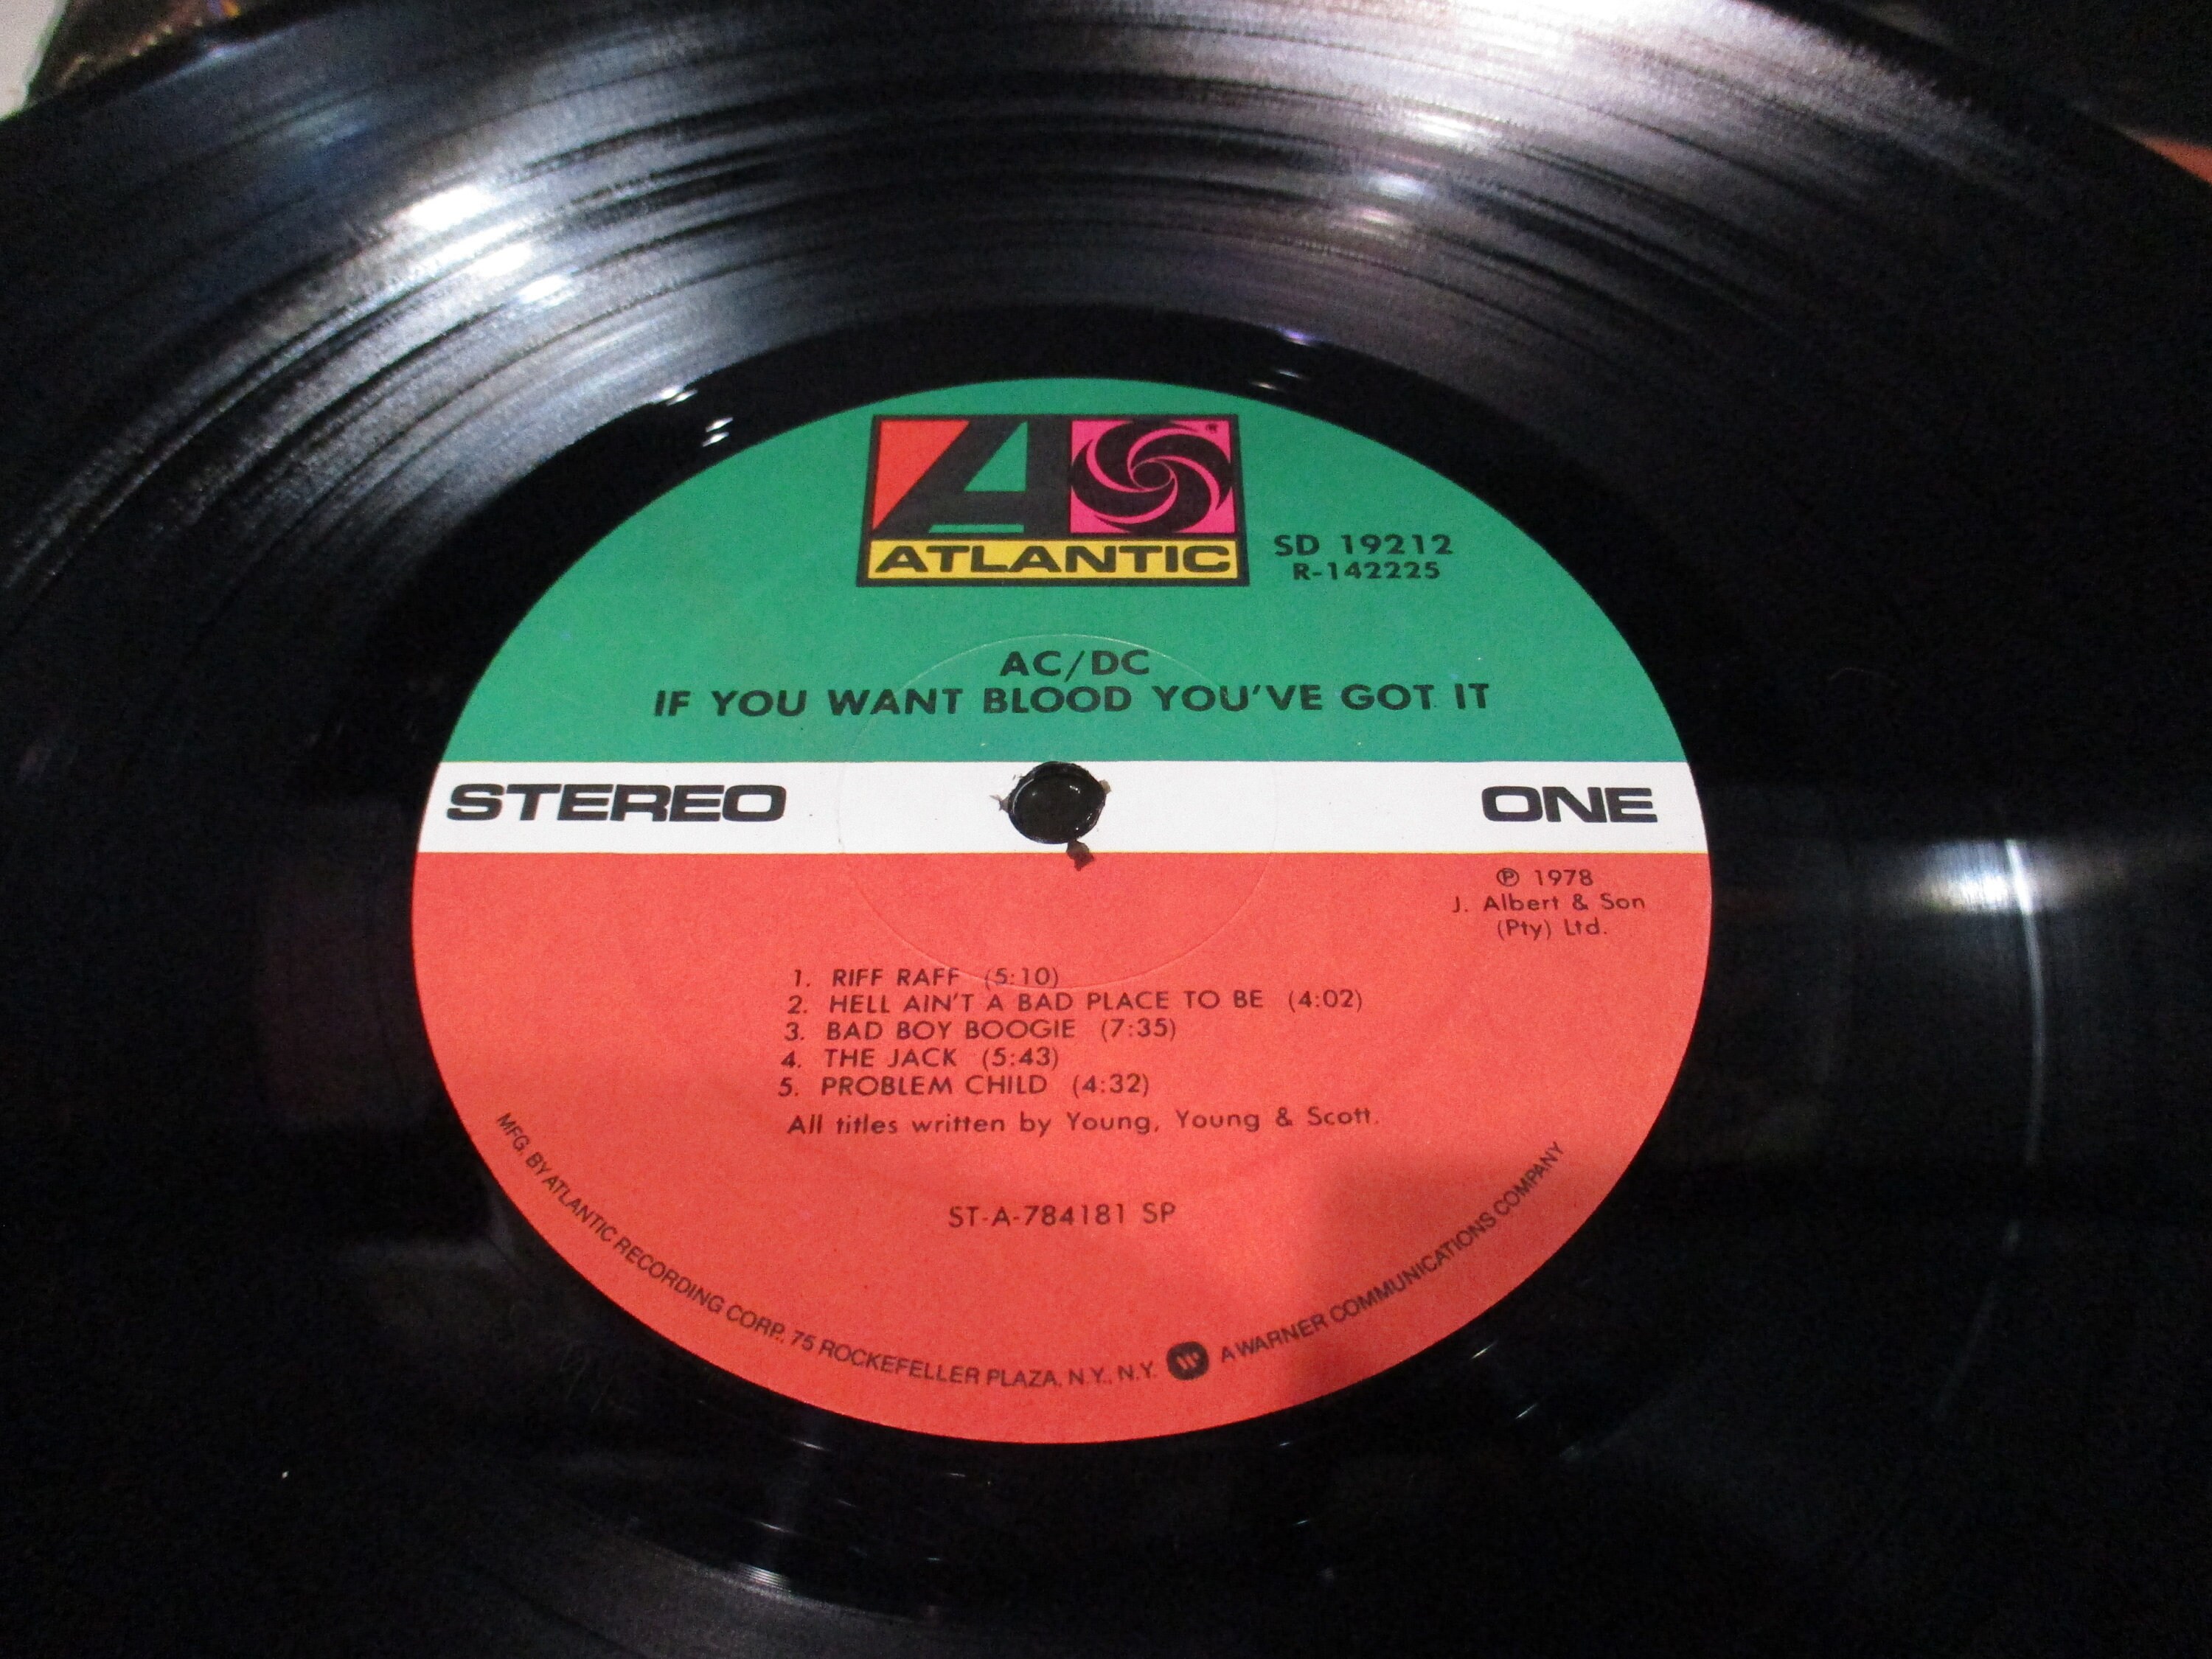 ATLANTIC
®
SD 19212
R-142225
AC/DC
IF YOU WANT BLOOD YOU'VE GOT IT
STEREO
ONE
℗ 1978
J. Albert & Son
(Pty) Ltd.
1. RIFF RAFF (5:10)
2. HELL AIN'T A BAD PLACE TO BE (4:02)
3. BAD BOY BOOGIE (7:35)
4. THE JACK (5:43)
5. PROBLEM CHILD (4:32)
All titles written by Young, Young & Scott.
ST-A-784181 SP
MFG. BY ATLANTIC RECORDING CORP., 75 ROCKEFELLER PLAZA, N.Y., N.Y. A WARNER COMMUNICATIONS COMPANY